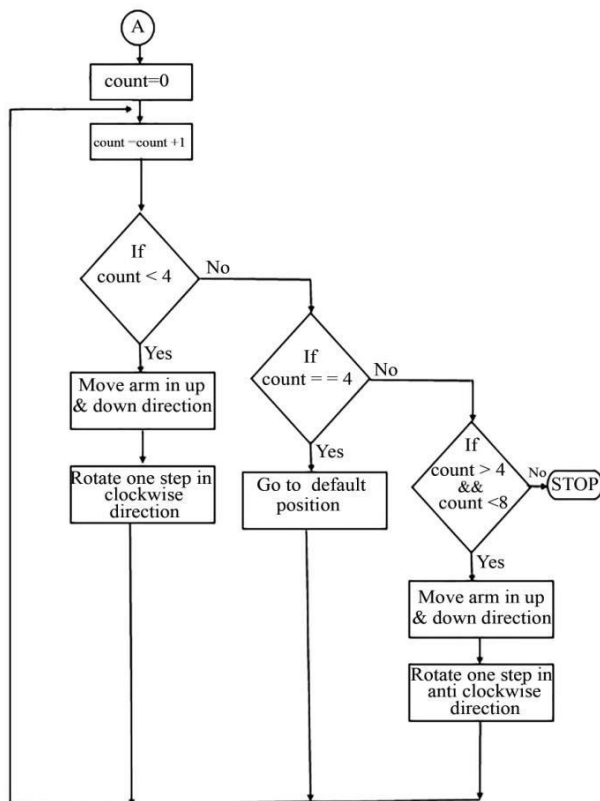 A
count=0
count =count +1
If
count < 4
No
Yes
Move arm in up
& down direction
Rotate one step in
clockwise
direction
If
count = = 4
No
Yes
Go to default
position
If
count > 4
&&
count <8
No
STOP
Yes
Move arm in up
& down direction
Rotate one step in
anti clockwise
direction